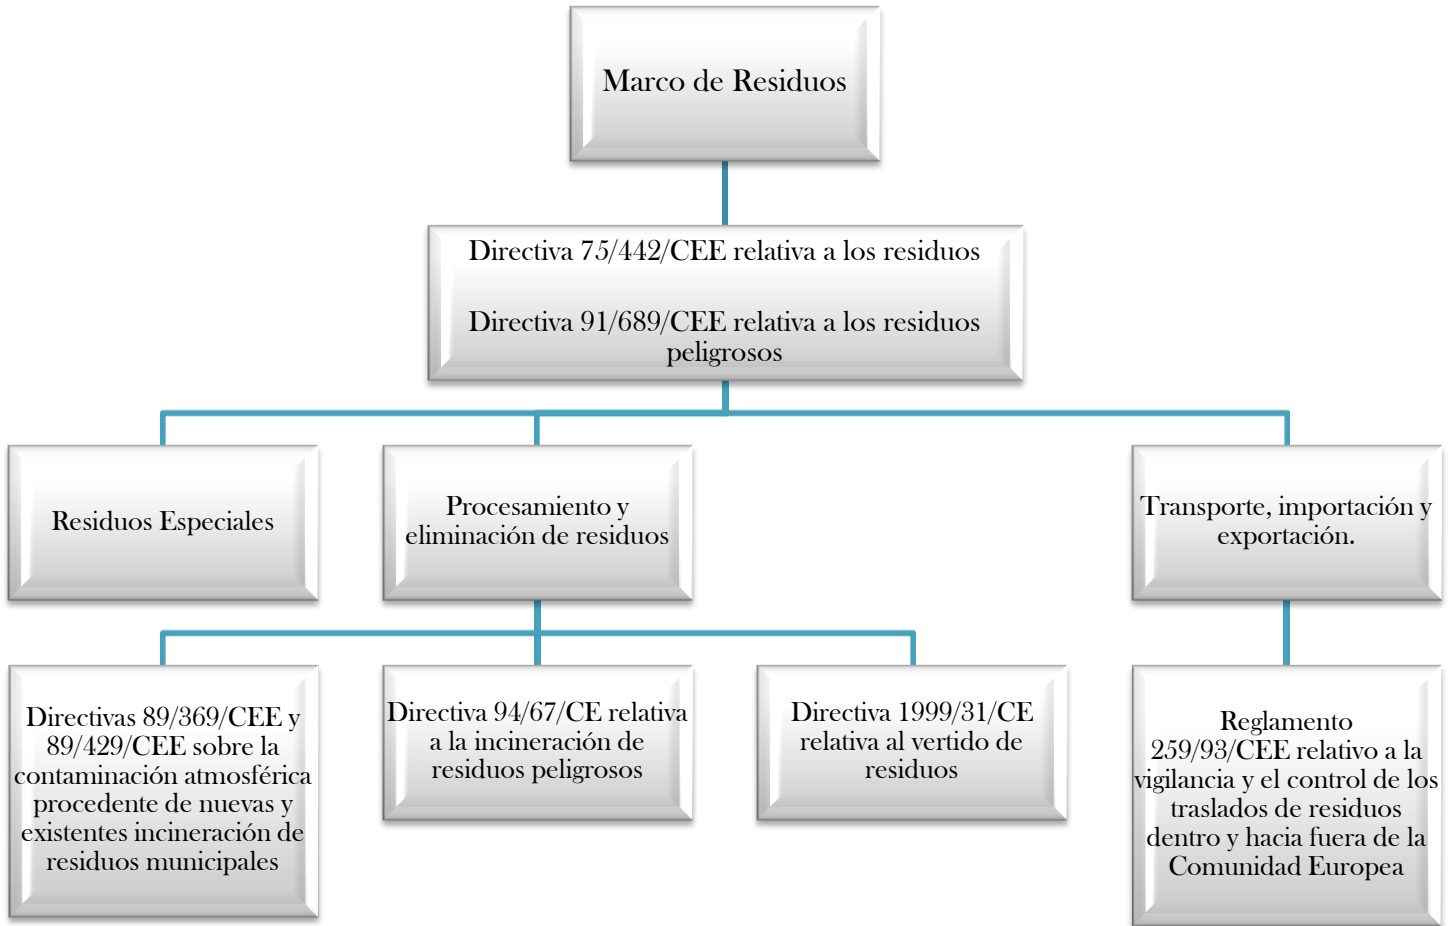 Marco de Residuos
Directiva 75/442/CEE relativa a los residuos
Directiva 91/689/CEE relativa a los residuos
peligrosos
Residuos Especiales
Procesamiento y
eliminación de residuos
Transporte, importación y
exportación.
Directivas 89/369/CEE y
89/429/CEE sobre la
contaminación atmosférica
procedente de nuevas y
existentes incineración de
residuos municipales
Directiva 94/67/CE relativa
a la incineración de
residuos peligrosos
Directiva 1999/31/CE
relativa al vertido de
residuos
Reglamento
259/93/CEE relativo a la
vigilancia y el control de los
traslados de residuos
dentro y hacia fuera de la
Comunidad Europea